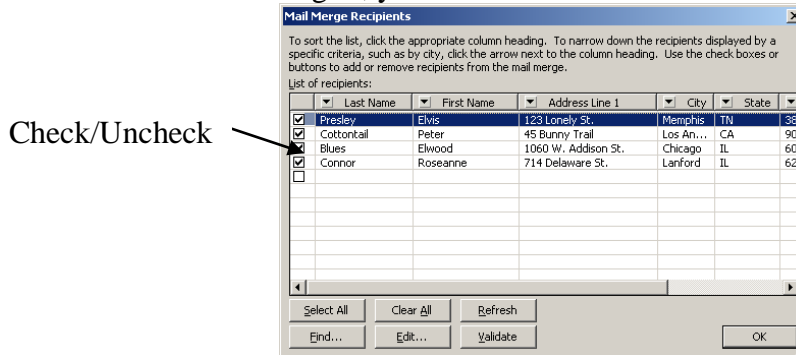 Mail Merge Recipients
To sort the list, click the appropriate column heading. To narrow down the recipients displayed by a
specific criteria, such as by city, click the arrow next to the column heading. Use the check boxes or
buttons to add or remove recipients from the mail merge.
List of recipients:
Last Name First Name Address Line 1 City State
Presley Elvis 123 Lonely St. Memphis TN 38
Cottontail Peter 45 Bunny Trail Los An... CA 90
Check/Uncheck
Blues Elwood 1060 W. Addison St. Chicago IL 60
Connor Roseanne 714 Delaware St. Lanford IL 62
Select All Clear All Refresh
Find... Edit... Validate OK